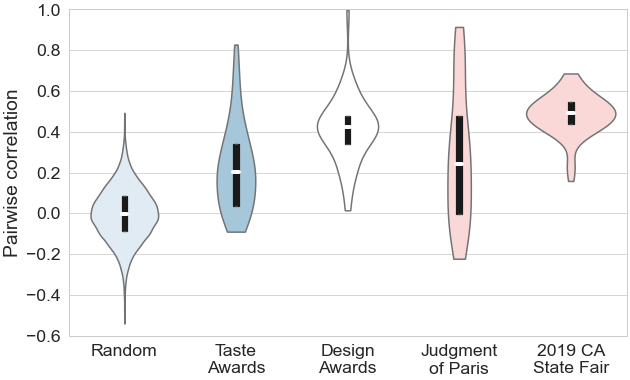 1.0
0.8
0.6
0.4
0.2
0.0
−0.2
−0.4
−0.6
Pairwise correlation
Random
Taste
Awards
Design
Awards
Judgment
of Paris
2019 CA
State Fair